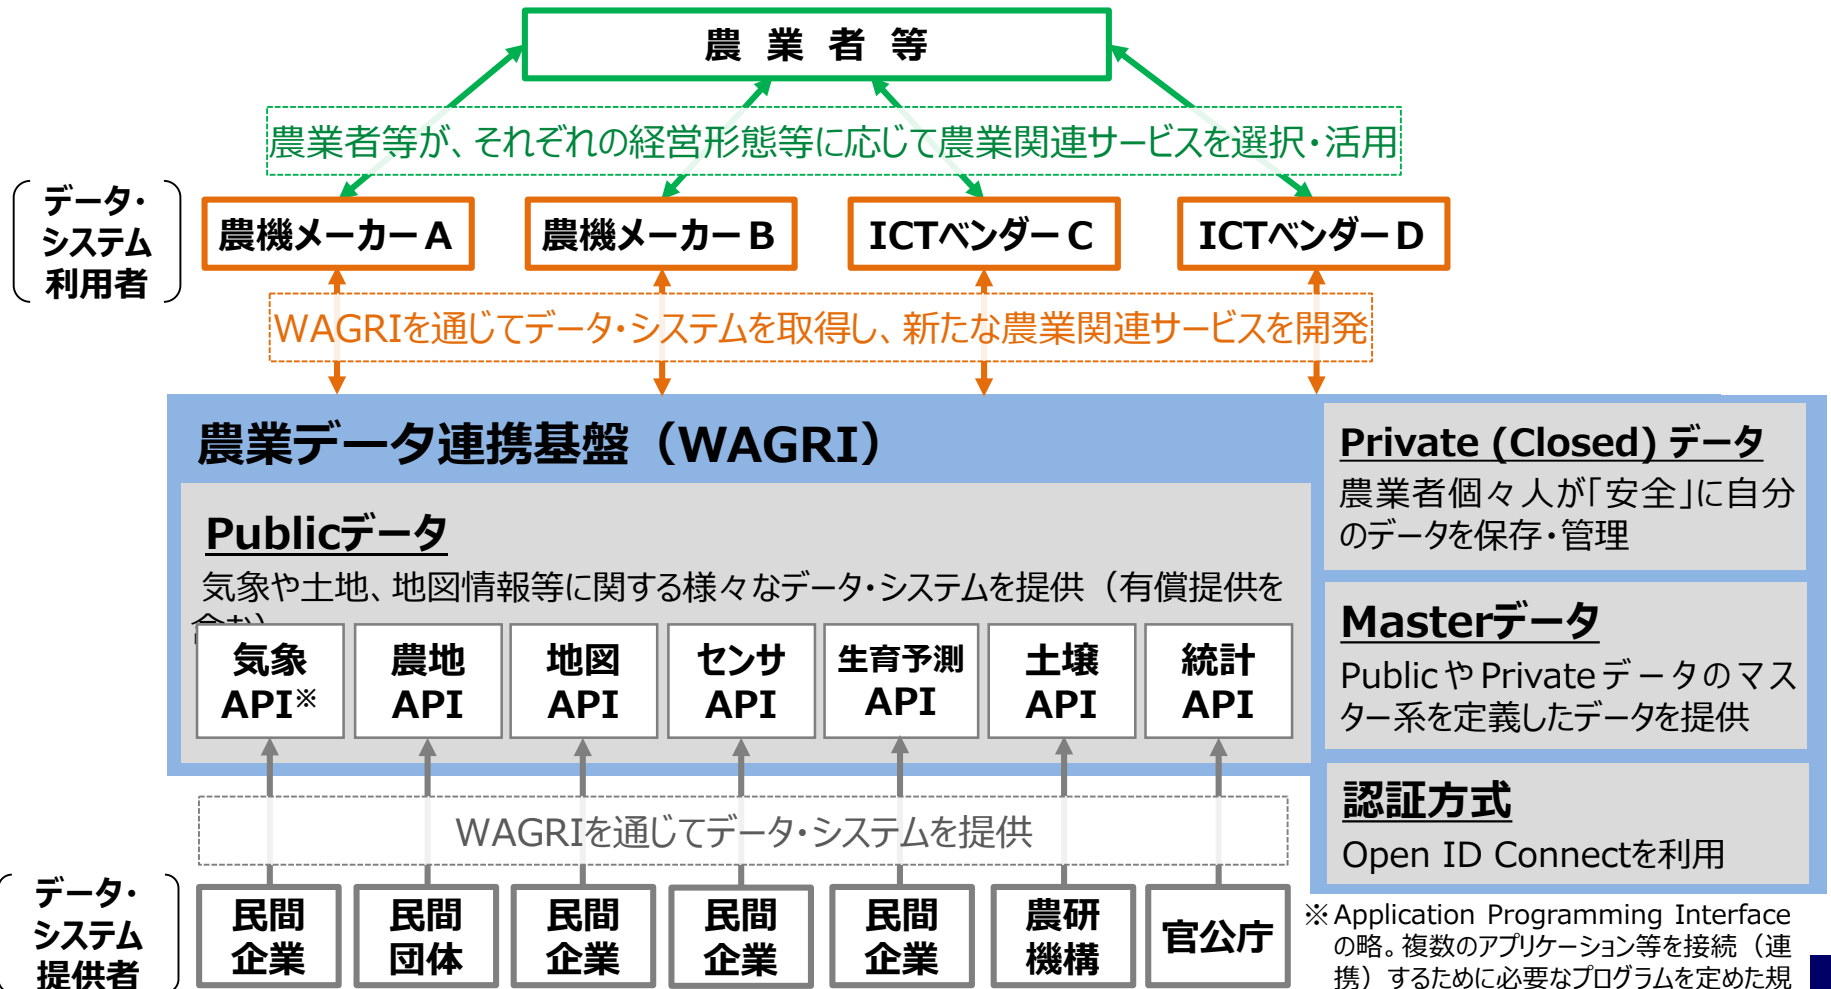 農業者等
農業者等が、それぞれの経営形態等に応じて農業関連サービスを選択・活用
データ・
システム
利用者
農機メーカーA
農機メーカーB
ICTベンダーC
ICTベンダーD
WAGRIを通じてデータ・システムを取得し、新たな農業関連サービスを開発
農業データ連携基盤（WAGRI）
Publicデータ
気象や土地、地図情報等に関する様々なデータ・システムを提供（有償提供を
気象
API※
農地
API
地図
API
センサ
API
生育予測
API
土壌
API
統計
API
Private (Closed) データ
農業者個々人が「安全」に自分
のデータを保存・管理
Masterデータ
PublicやPrivateデータのマス
ター系を定義したデータを提供
認証方式
Open ID Connectを利用
WAGRIを通じてデータ・システムを提供
データ・
システム
提供者
民間
企業
民間
団体
民間
企業
民間
企業
民間
企業
農研
機構
官公庁
※Application Programming Interface
の略。複数のアプリケーション等を接続（連
携）するために必要なプログラムを定めた規